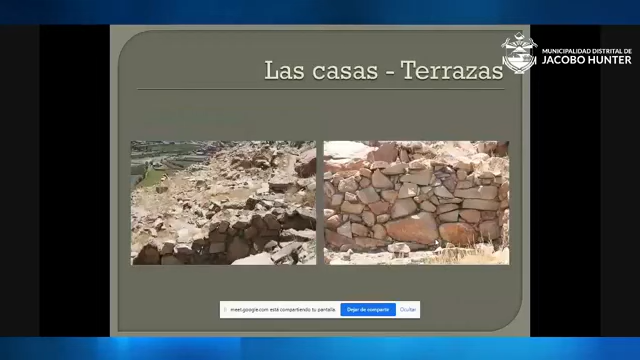 MUNICIPALIDAD DISTRITAL DE
JACOBO HUNTER
Las casas - Terrazas
meet.google.com está compartiendo tu pantalla.
Dejar de compartir
Ocultar